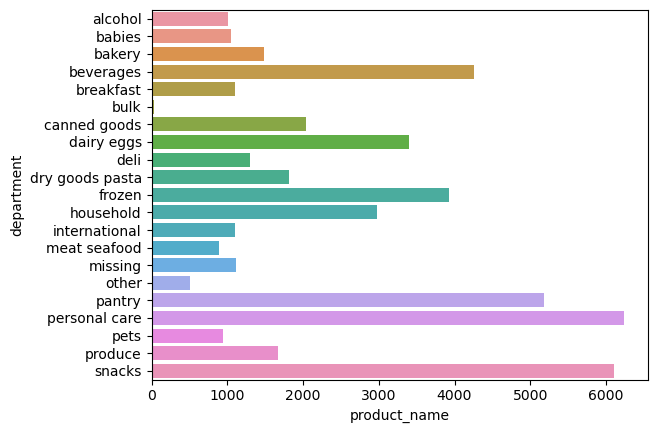 alcohol
babies
bakery
beverages
breakfast
bulk
canned goods
dairy eggs
deli
dry goods pasta
frozen
household
international
meat seafood
missing
other
pantry
personal care
pets
produce
snacks
department
0 1000 2000 3000 4000 5000 6000
product_name